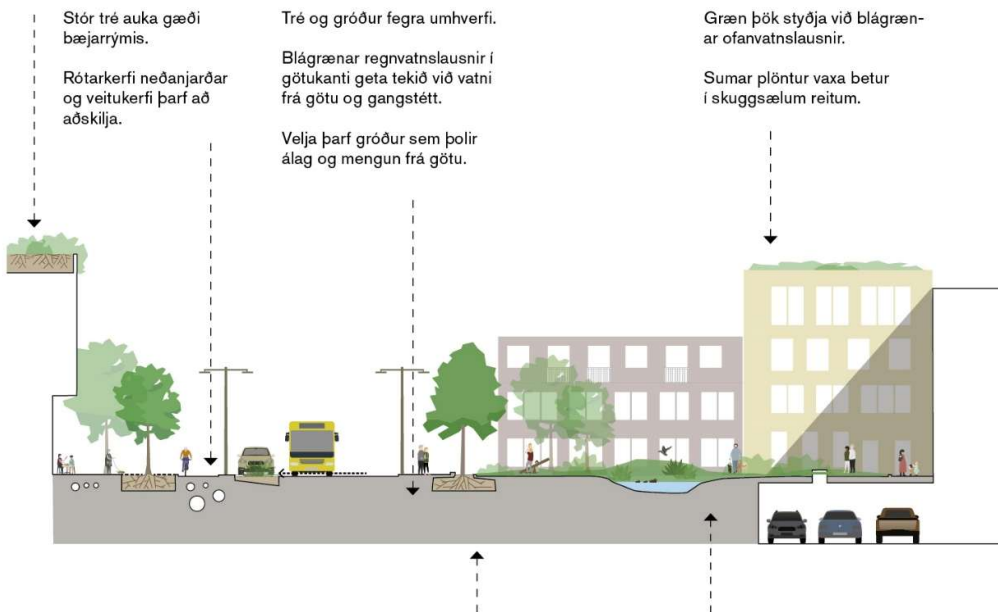 Stór tré auka gæði
bæjarrýmis.
Rótarkerfi neðanjarðar
og veitukerfi þarf að
aðskilja.
Tré og gróður fegra umhverfi.
Blágrænar regnvatnslausnir í
götukanti geta tekið við vatni
frá götu og gangstétt.
Velja þarf gróður sem þolir
álag og mengun frá götu.
Græn þök styðja við blágræn-
ar ofanvatnslausnir.
Sumar plöntur vaxa betur
í skuggsælum reitum.